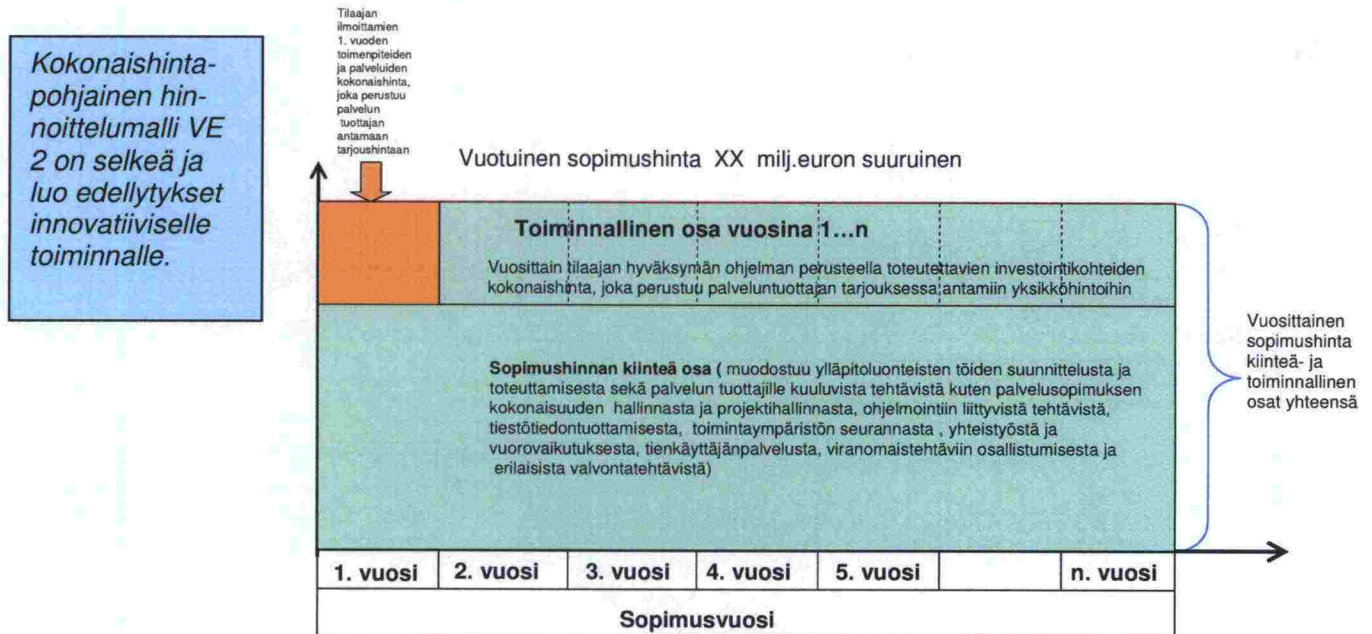 Kokonaishinta-
pohjainen hin-
noittelumalli VE
2 on selkeä ja
luo edellytykset
innovatiiviselle
toiminnalle.
Tilaajan
ilmoittamien
1. vuoden
toimenpiteiden
ja palveluiden
kokonaishinta,
joka perustuu
palvelun
tuottajan
antamaan
tarjoushintaan
Vuotuinen sopimushinta XX milj.euron suuruinen
Toiminnallinen osa vuosina 1...n
Vuosittain tilaajan hyväksymän ohjelman perusteella toteutettavien investointikohteiden
kokonaishinta, joka perustuu palveluntuottajan tarjouksessa antamiin yksikköhintoihin
Sopimushinnan kiinteä osa ( muodostuu ylläpitoluonteisten töiden suunnittelusta ja
toteuttamisesta sekä palvelun tuottajille kuuluvista tehtävistä kuten palvelusopimuksen
kokonaisuuden hallinnasta ja projektihallinnasta, ohjelmointiin liittyvistä tehtävistä,
tiestötiedontuottamisesta, toimintaympäristön seurannasta , yhteistyöstä ja
vuorovaikutuksesta, tienkäyttäjänpalvelusta, viranomaistehtäviin osallistumisesta ja
erilaisista valvontatehtävistä)
Vuosittainen
sopimushinta
kiinteä- ja
toiminnallinen
osat yhteensä
1. vuosi 2. vuosi 3. vuosi 4. vuosi 5. vuosi n. vuosi
Sopimusvuosi